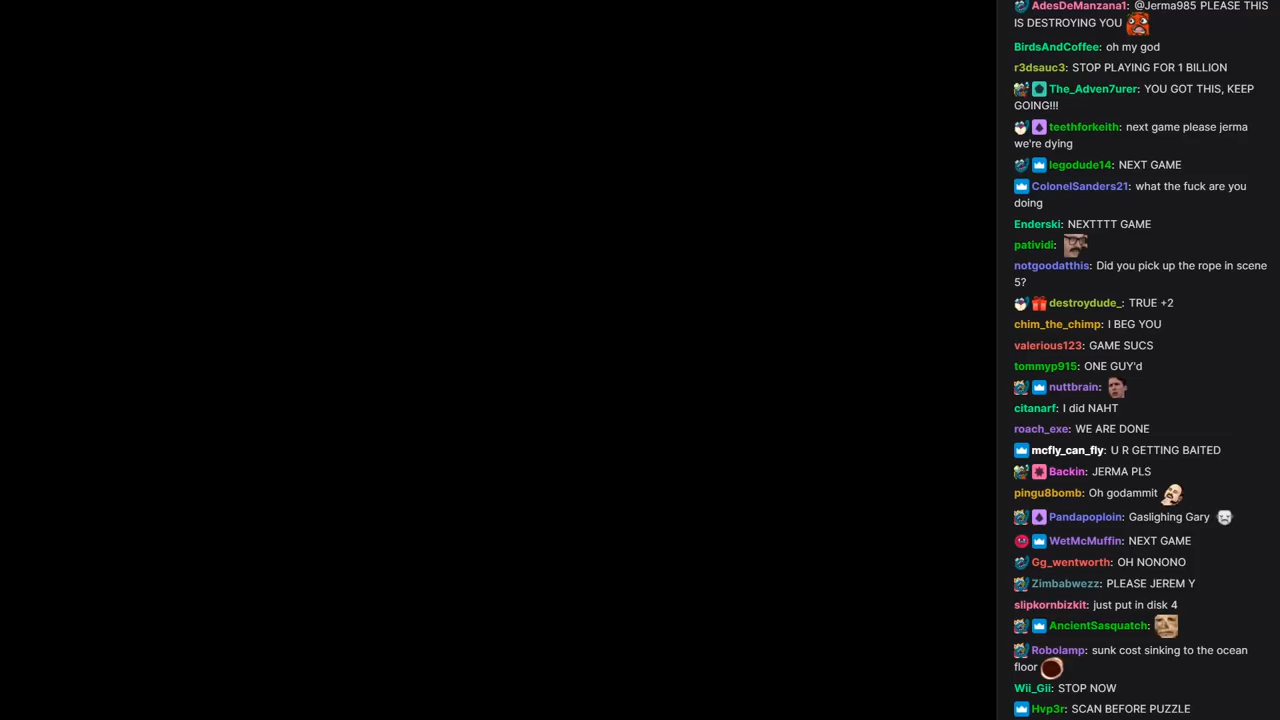 AdesDeManzana1: @Jerma985 PLEASE THIS
IS DESTROYING YOU
BirdsAndCoffee: oh my god
r3dsauc3: STOP PLAYING FOR 1 BILLION
The_Adven7urer: YOU GOT THIS, KEEP
GOING!!!
teethforkeith: next game please jerma
we're dying
legodude14: NEXT GAME
ColonelSanders21: what the fuck are you
doing
Enderski: NEXTTTT GAME
patividi:
notgoodatthis: Did you pick up the rope in scene
5?
destroydude_: TRUE +2
chim_the_chimp: I BEG YOU
valerious123: GAME SUCS
tommyp915: ONE GUY'd
nuttbrain:
citanarf: I did NAHT
roach_exe: WE ARE DONE
mcfly_can_fly: U R GETTING BAITED
Backin: JERMA PLS
pingu8bomb: Oh godammit
Pandapoploin: Gaslighing Gary
WetMcMuffin: NEXT GAME
Gg_wentworth: OH NONONO
Zimbabwezz: PLEASE JEREM Y
slipkornbizkit: just put in disk 4
AncientSasquatch:
Robolamp: sunk cost sinking to the ocean
floor
Wii_Gii: STOP NOW
Hvp3r: SCAN BEFORE PUZZLE